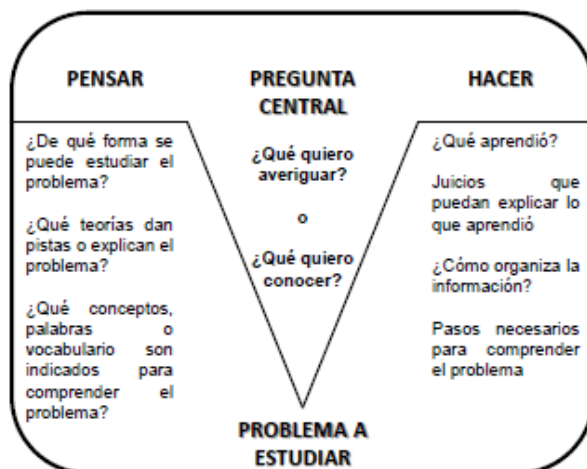 PENSAR
¿De qué forma se
puede estudiar el
problema?
¿Qué teorías dan
pistas o explican el
problema?
¿Qué conceptos,
palabras o
vocabulario son
indicados para
comprender el
problema?
PREGUNTA
CENTRAL
¿Qué quiero
averiguar?
o
¿Qué quiero
conocer?
HACER
¿Qué aprendió?
Juicios que
puedan explicar lo
que aprendió
¿Cómo organiza la
información?
Pasos necesarios
para comprender
el problema
PROBLEMA A
ESTUDIAR